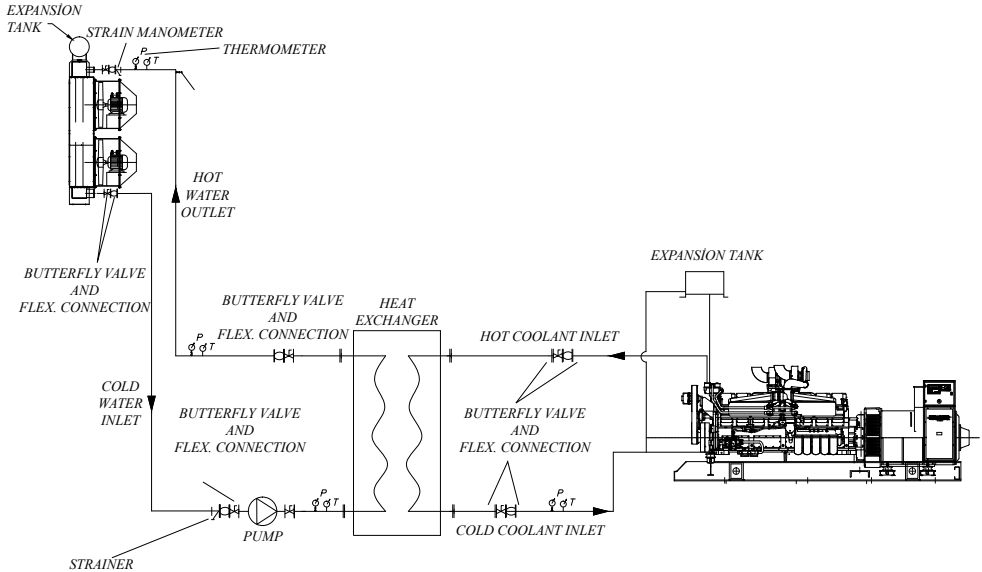 EXPANSİON
TANK
STRAIN MANOMETER
P
T
THERMOMETER
HOT
WATER
OUTLET
BUTTERFLY VALVE
AND
FLEX. CONNECTION
EXPANSİON TANK
BUTTERFLY VALVE
AND
FLEX. CONNECTION
HEAT
EXCHANGER
HOT COOLANT INLET
P
T
COLD
WATER
INLET
BUTTERFLY VALVE
AND
FLEX. CONNECTION
BUTTERFLY VALVE
AND
FLEX. CONNECTION
P
T
P
T
PUMP
COLD COOLANT INLET
STRAINER